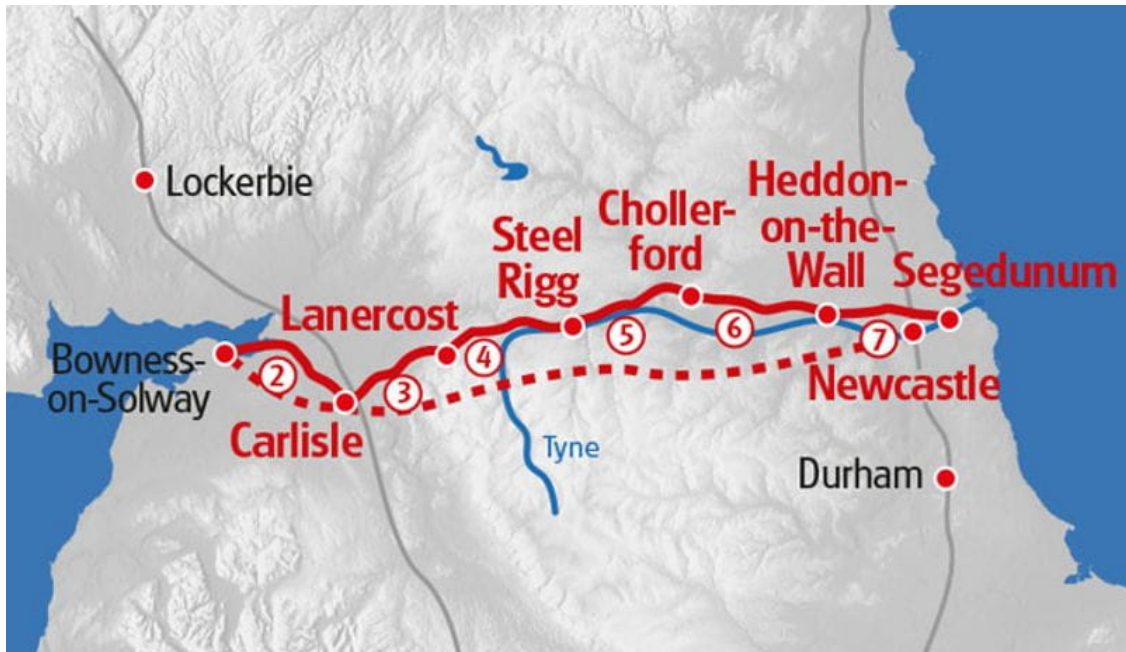 Lockerbie
Heddon-
on-the-
Wall
Choller-
ford
Steel
Rigg
Segedunum
Lanercost
Bowness-
on-Solway
2
3
4
5
6
7
Newcastle
Carlisle
Tyne
Durham